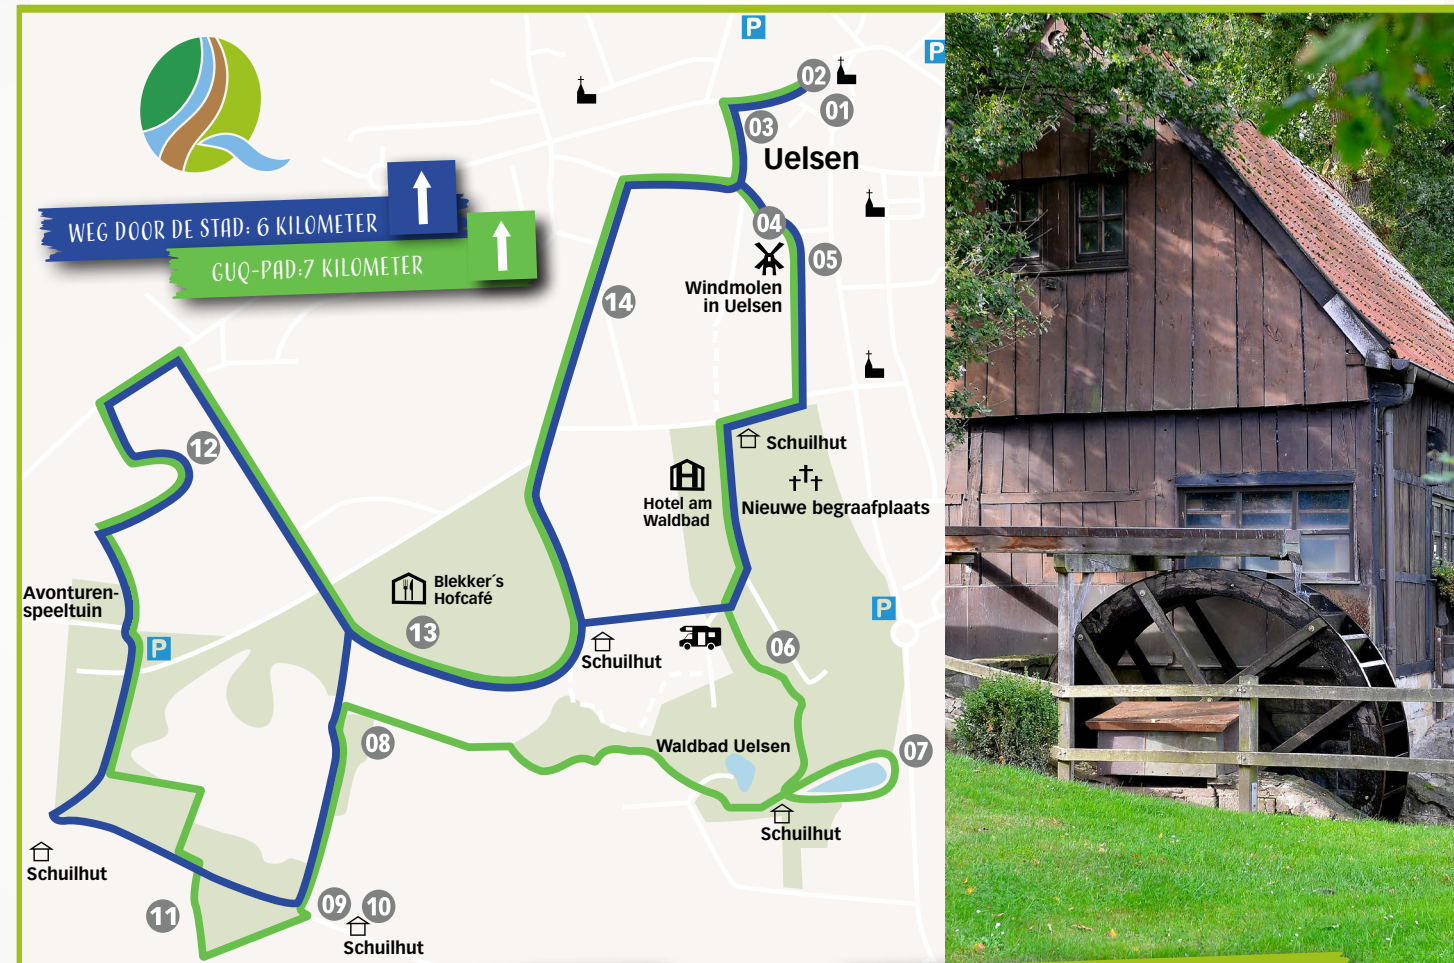 P
P
02
01
03
Uelsen
WEG DOOR DE STAD: 6 KILOMETER
GUQ-PAD:7 KILOMETER
04
05
Windmolen
in Uelsen
14
12
Schuilhut
Hotel am
Waldbad
Nieuwe begraafplaats
Avonturen-
speeltuin
Blekker´s
Hofcafé
13
P
P
Schuilhut
06
08
Waldbad Uelsen
07
Schuilhut
Schuilhut
11
09
10
Schuilhut